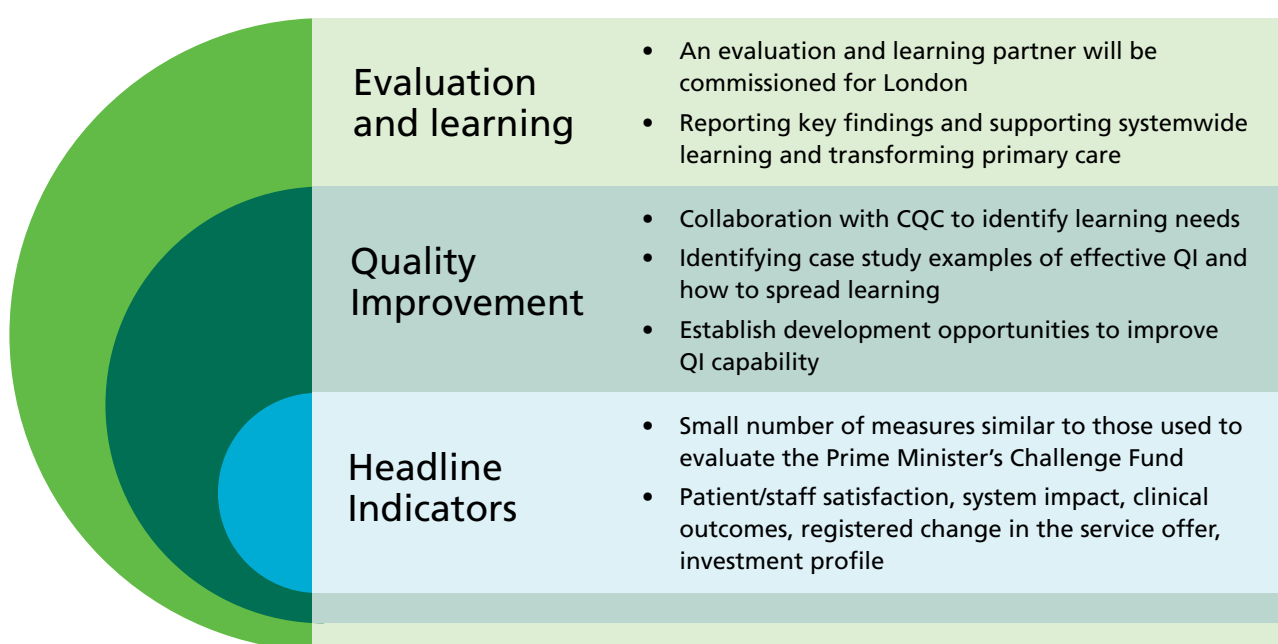 Evaluation
and learning
• An evaluation and learning partner will be
commissioned for London
• Reporting key findings and supporting systemwide
learning and transforming primary care
Quality
Improvement
• Collaboration with CQC to identify learning needs
• Identifying case study examples of effective QI and
how to spread learning
• Establish development opportunities to improve
QI capability
Headline
Indicators
• Small number of measures similar to those used to
evaluate the Prime Minister’s Challenge Fund
• Patient/staff satisfaction, system impact, clinical
outcomes, registered change in the service offer,
investment profile